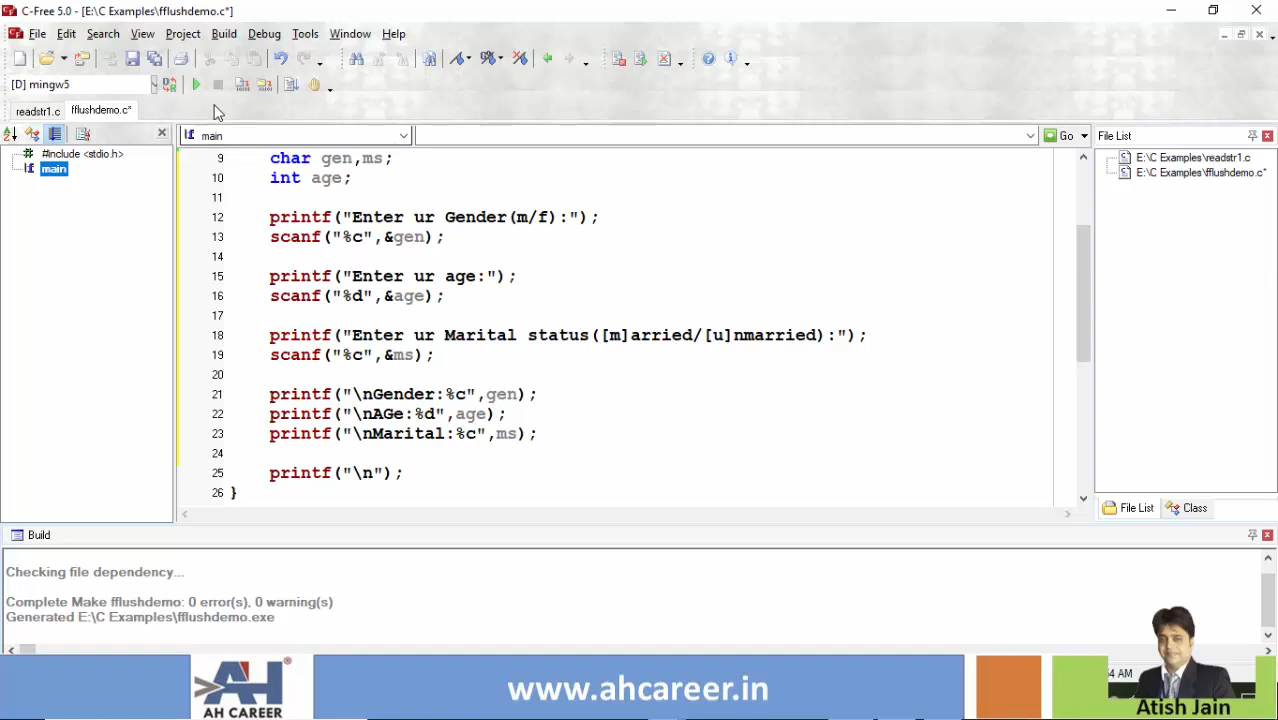 C-Free 5.0 - [E:\C Examples\fflushdemo.c*]
File Edit Search View Project Build Debug Tools Window Help
[D] mingw5
readstr1.c fflushdemo.c*
main
Go
File List
#include <stdio.h>
main
E:\C Examples\readstr1.c
E:\C Examples\fflushdemo.c*
9 char gen,ms;
10 int age;
11
12 printf("Enter ur Gender(m/f):");
13 scanf("%c",&gen);
14
15 printf("Enter ur age:");
16 scanf("%d",&age);
17
18 printf("Enter ur Marital status([m]arried/[u]nmarried):");
19 scanf("%c",&ms);
20
21 printf("\nGender:%c",gen);
22 printf("\nAGe:%d",age);
23 printf("\nMarital:%c",ms);
24
25 printf("\n");
26 }
File List Class
Build
Checking file dependency...
Complete Make fflushdemo: 0 error(s), 0 warning(s)
Generated E:\C Examples\fflushdemo.exe
4 AM
AH
AH CAREER
www.ahcareer.in
Atish Jain